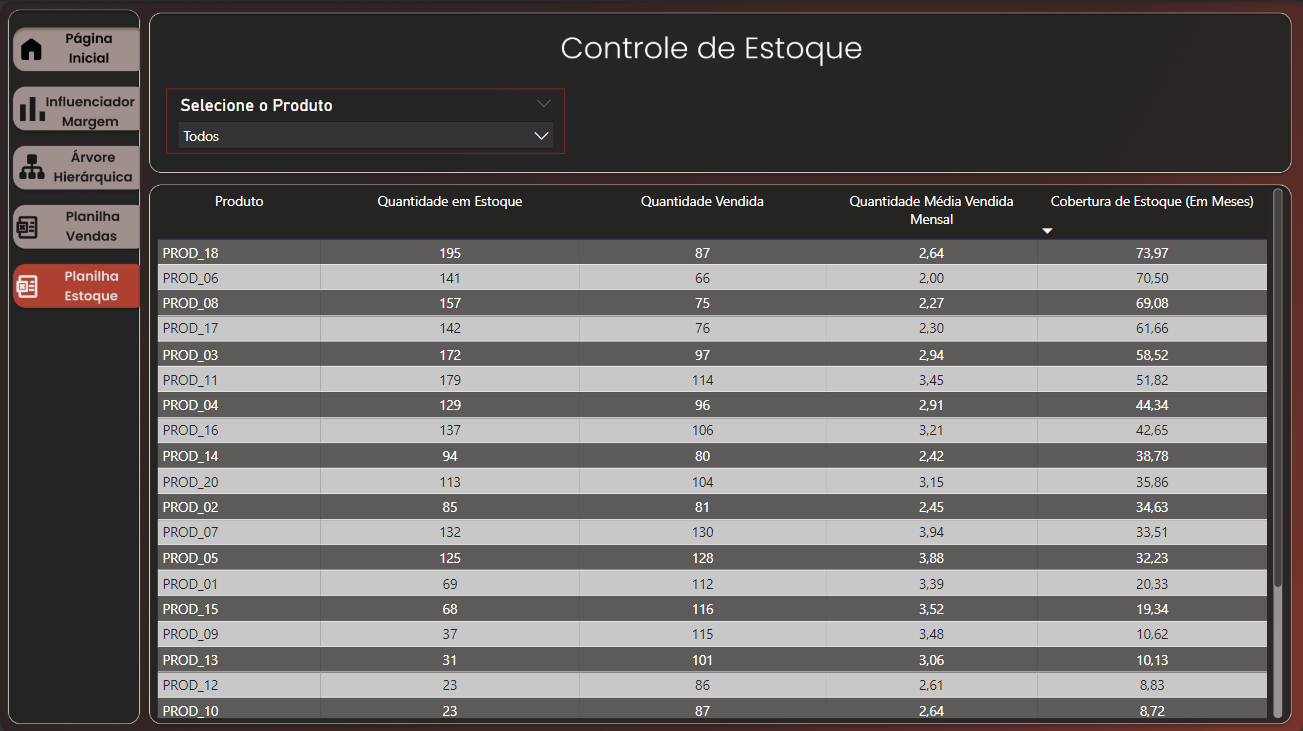 Página
Inicial
Influenciador
Margem
Árvore
Hierárquica
Planilha
Vendas
Planilha
Estoque
Controle de Estoque
Selecione o Produto
Todos
Produto Quantidade em Estoque Quantidade Vendida Quantidade Média Vendida Mensal Cobertura de Estoque (Em Meses)
PROD_18 195 87 2,64 73,97
PROD_06 141 66 2,00 70,50
PROD_08 157 75 2,27 69,08
PROD_17 142 76 2,30 61,66
PROD_03 172 97 2,94 58,52
PROD_11 179 114 3,45 51,82
PROD_04 129 96 2,91 44,34
PROD_16 137 106 3,21 42,65
PROD_14 94 80 2,42 38,78
PROD_20 113 104 3,15 35,86
PROD_02 85 81 2,45 34,63
PROD_07 132 130 3,94 33,51
PROD_05 125 128 3,88 32,23
PROD_01 69 112 3,39 20,33
PROD_15 68 116 3,52 19,34
PROD_09 37 115 3,48 10,62
PROD_13 31 101 3,06 10,13
PROD_12 23 86 2,61 8,83
PROD_10 23 87 2,64 8,72